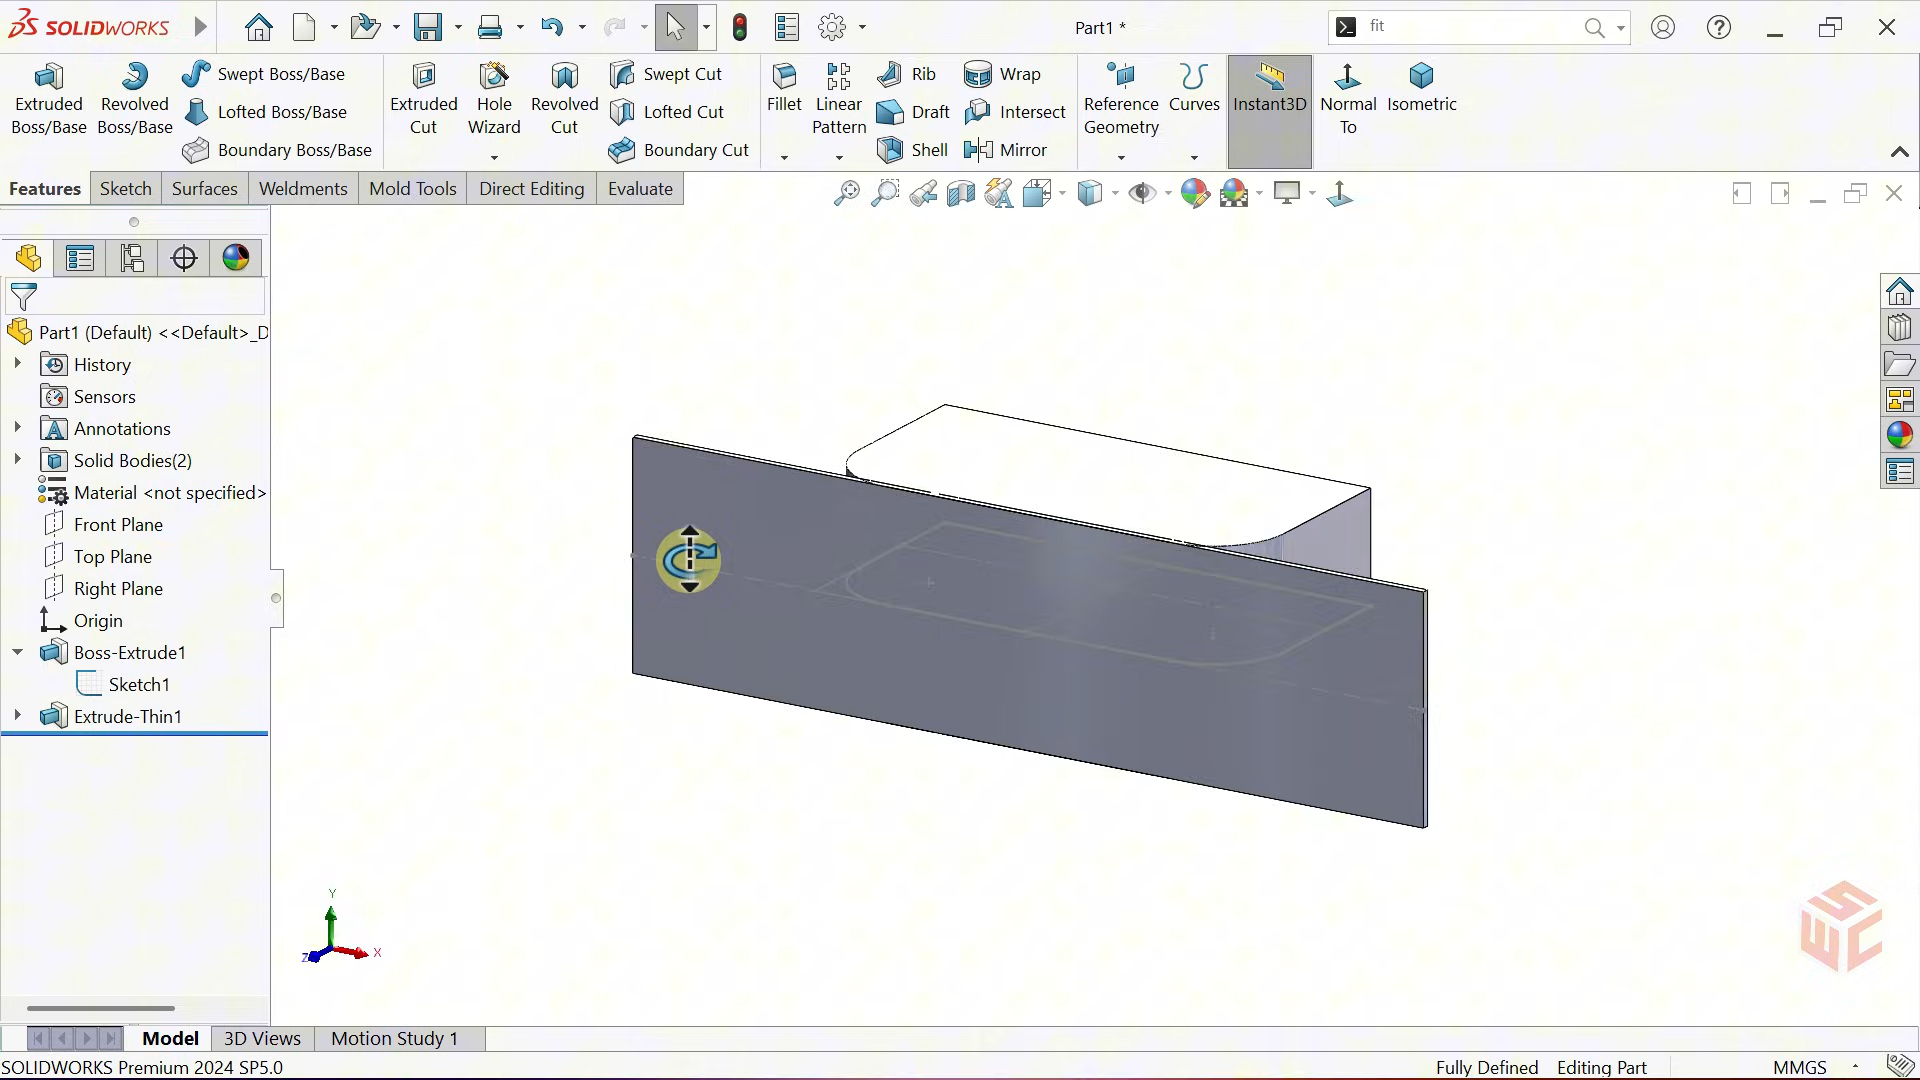 SOLIDWORKS
Part1 *
fit
Extruded Boss/Base
Revolved Boss/Base
Swept Boss/Base
Lofted Boss/Base
Boundary Boss/Base
Extruded Cut
Hole Wizard
Revolved Cut
Swept Cut
Lofted Cut
Boundary Cut
Fillet
Linear Pattern
Rib
Draft
Shell
Wrap
Intersect
Mirror
Reference Geometry
Curves
Instant3D
Normal To
Isometric
Features
Sketch
Surfaces
Weldments
Mold Tools
Direct Editing
Evaluate
Part1 (Default) <<Default>_D
History
Sensors
Annotations
Solid Bodies(2)
Material <not specified>
Front Plane
Top Plane
Right Plane
Origin
Boss-Extrude1
Sketch1
Extrude-Thin1
Y
X
Z
SWC
Model
3D Views
Motion Study 1
SOLIDWORKS Premium 2024 SP5.0
Fully Defined
Editing Part
MMGS